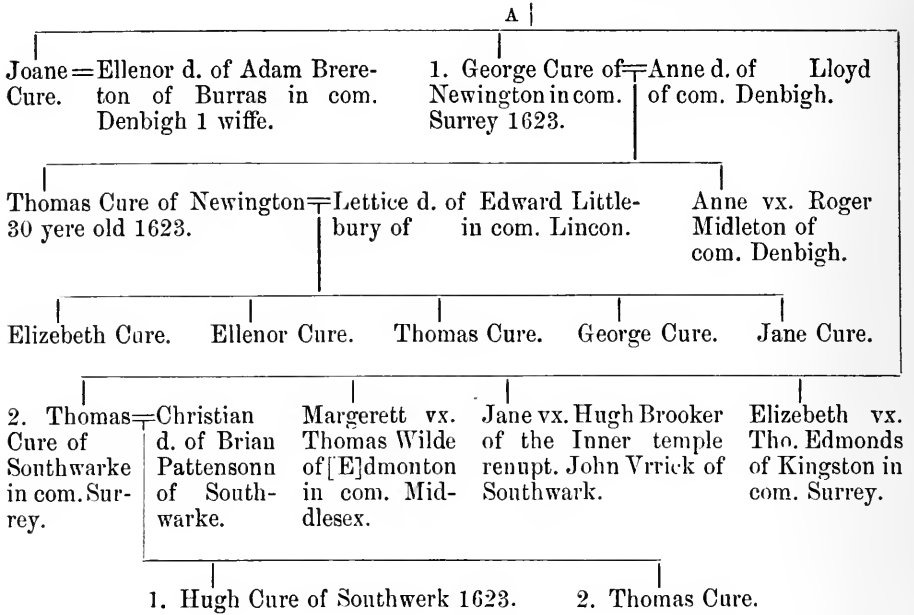 A
Joane=Ellenor d. of Adam Brere-
Cure. ton of Burras in com.
Denbigh 1 wiffe.
1. George Cure of=Anne d. of Lloyd
Newington in com. of com. Denbigh.
Surrey 1623.
Thomas Cure of Newington=Lettice d. of Edward Little-
30 yere old 1623. bury of in com. Lincon.
Anne vx. Roger
Midleton of
com. Denbigh.
Elizebeth Cure. Ellenor Cure. Thomas Cure. George Cure. Jane Cure.
2. Thomas=Christian
Cure of d. of Brian
Southwarke Pattensonn
in com. Sur- of South-
rey. warke.
Margerett vx.
Thomas Wilde
of [E]dmonton
in com. Mid-
dlesex.
Jane vx. Hugh Brooker
of the Inner temple
renupt. John Vrrick of
Southwark.
Elizebeth vx.
Tho. Edmonds
of Kingston in
com. Surrey.
1. Hugh Cure of Southwerk 1623. 2. Thomas Cure.